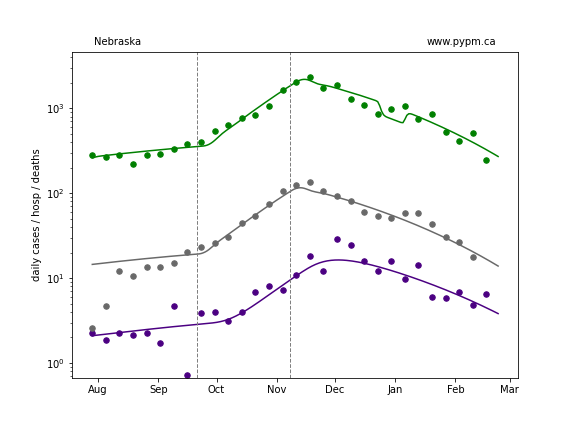 Nebraska www.pypm.ca
daily cases / hosp / deaths
10³
10²
10¹
10⁰
Aug Sep Oct Nov Dec Jan Feb Mar